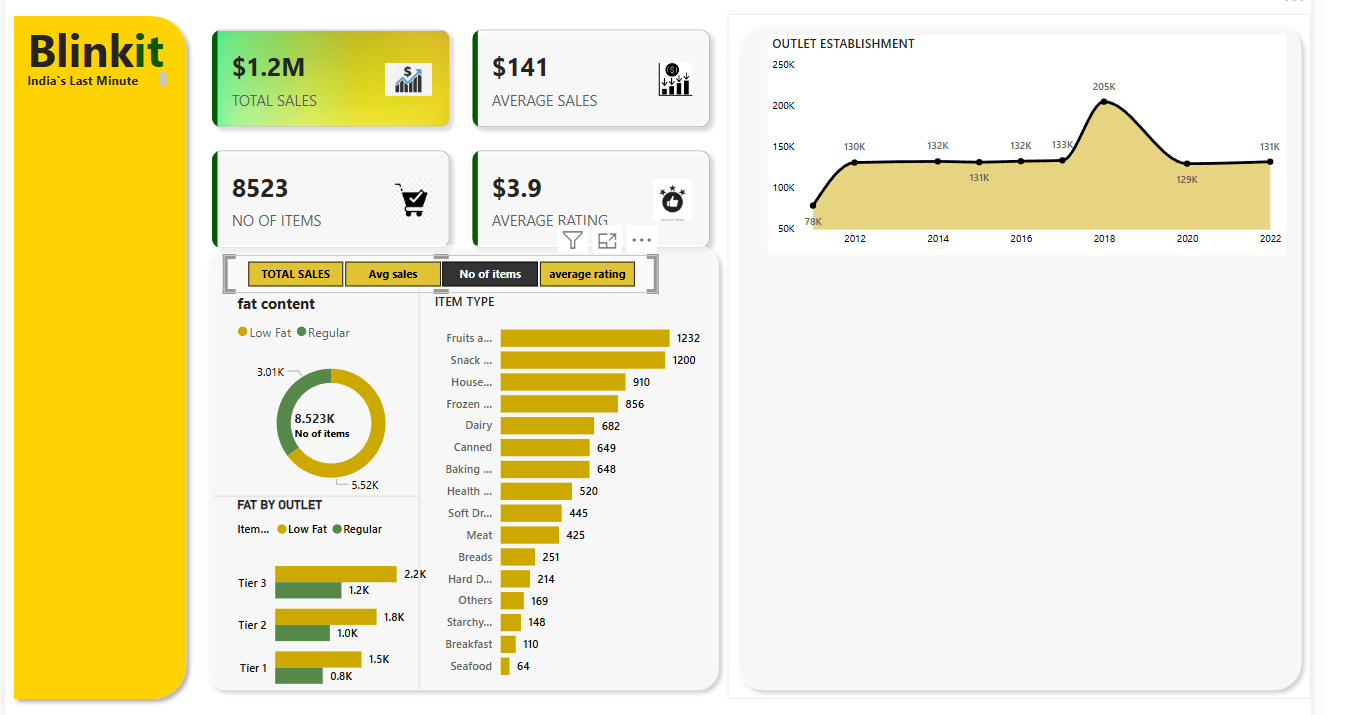 Blinkit
India`s Last Minute
$1.2M
TOTAL SALES
$141
AVERAGE SALES
8523
NO OF ITEMS
$3.9
AVERAGE RATING
TOTAL SALES
Avg sales
No of items
average rating
fat content
Low Fat Regular
3.01K
8.523K
No of items
5.52K
FAT BY OUTLET
Item... Low Fat Regular
Tier 3 2.2K
1.2K
Tier 2 1.8K
1.0K
Tier 1 1.5K
0.8K
ITEM TYPE
Fruits a... 1232
Snack ... 1200
House... 910
Frozen ... 856
Dairy 682
Canned 649
Baking ... 648
Health ... 520
Soft Dr... 445
Meat 425
Breads 251
Hard D... 214
Others 169
Starchy... 148
Breakfast 110
Seafood 64
OUTLET ESTABLISHMENT
250K
200K
150K
100K
50K
78K
130K
132K
131K
132K
133K
205K
129K
131K
2012 2014 2016 2018 2020 2022